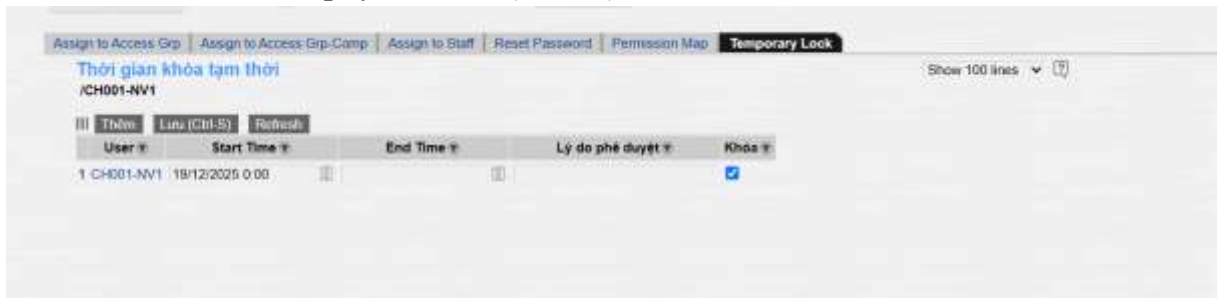 Assign to Access Grp | Assign to Access Grp-Comp | Assign to Staff | Reset Password | Permission Map | Temporary Lock
Thời gian khóa tạm thời
Show 100 lines
/CH001-NV1
Thêm Lưu (Ctrl-S) Refresh
User Start Time End Time Lý do phê duyệt Khóa
1 CH001-NV1 19/12/2025 0:00